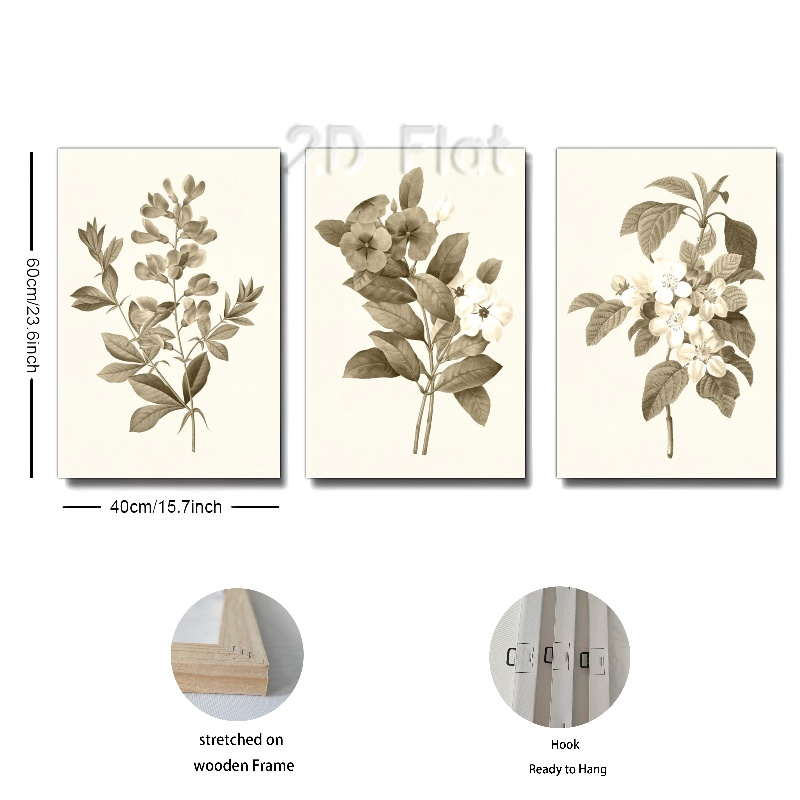 2D Flat
60cm/23.6inch
40cm/15.7inch
stretched on
wooden Frame
Hook
Ready to Hang